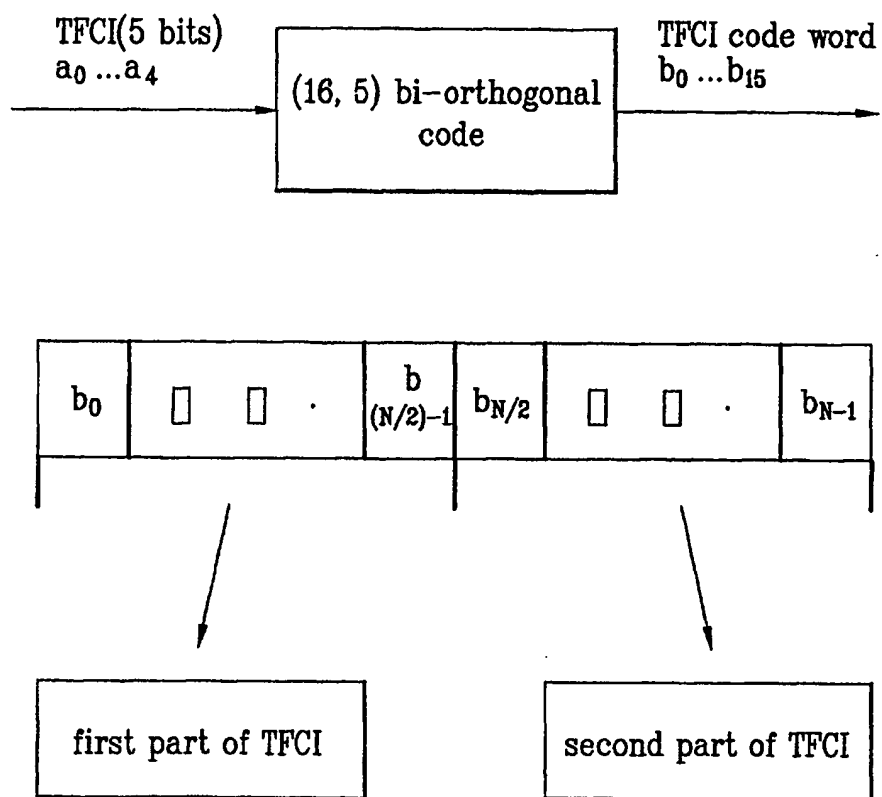 TFCI(5 bits)
a0 ...a4
(16, 5) bi-orthogonal
code
TFCI code word
b0 ...b15
b0
b
(N/2)-1
bN/2
bN-1
first part of TFCI
second part of TFCI